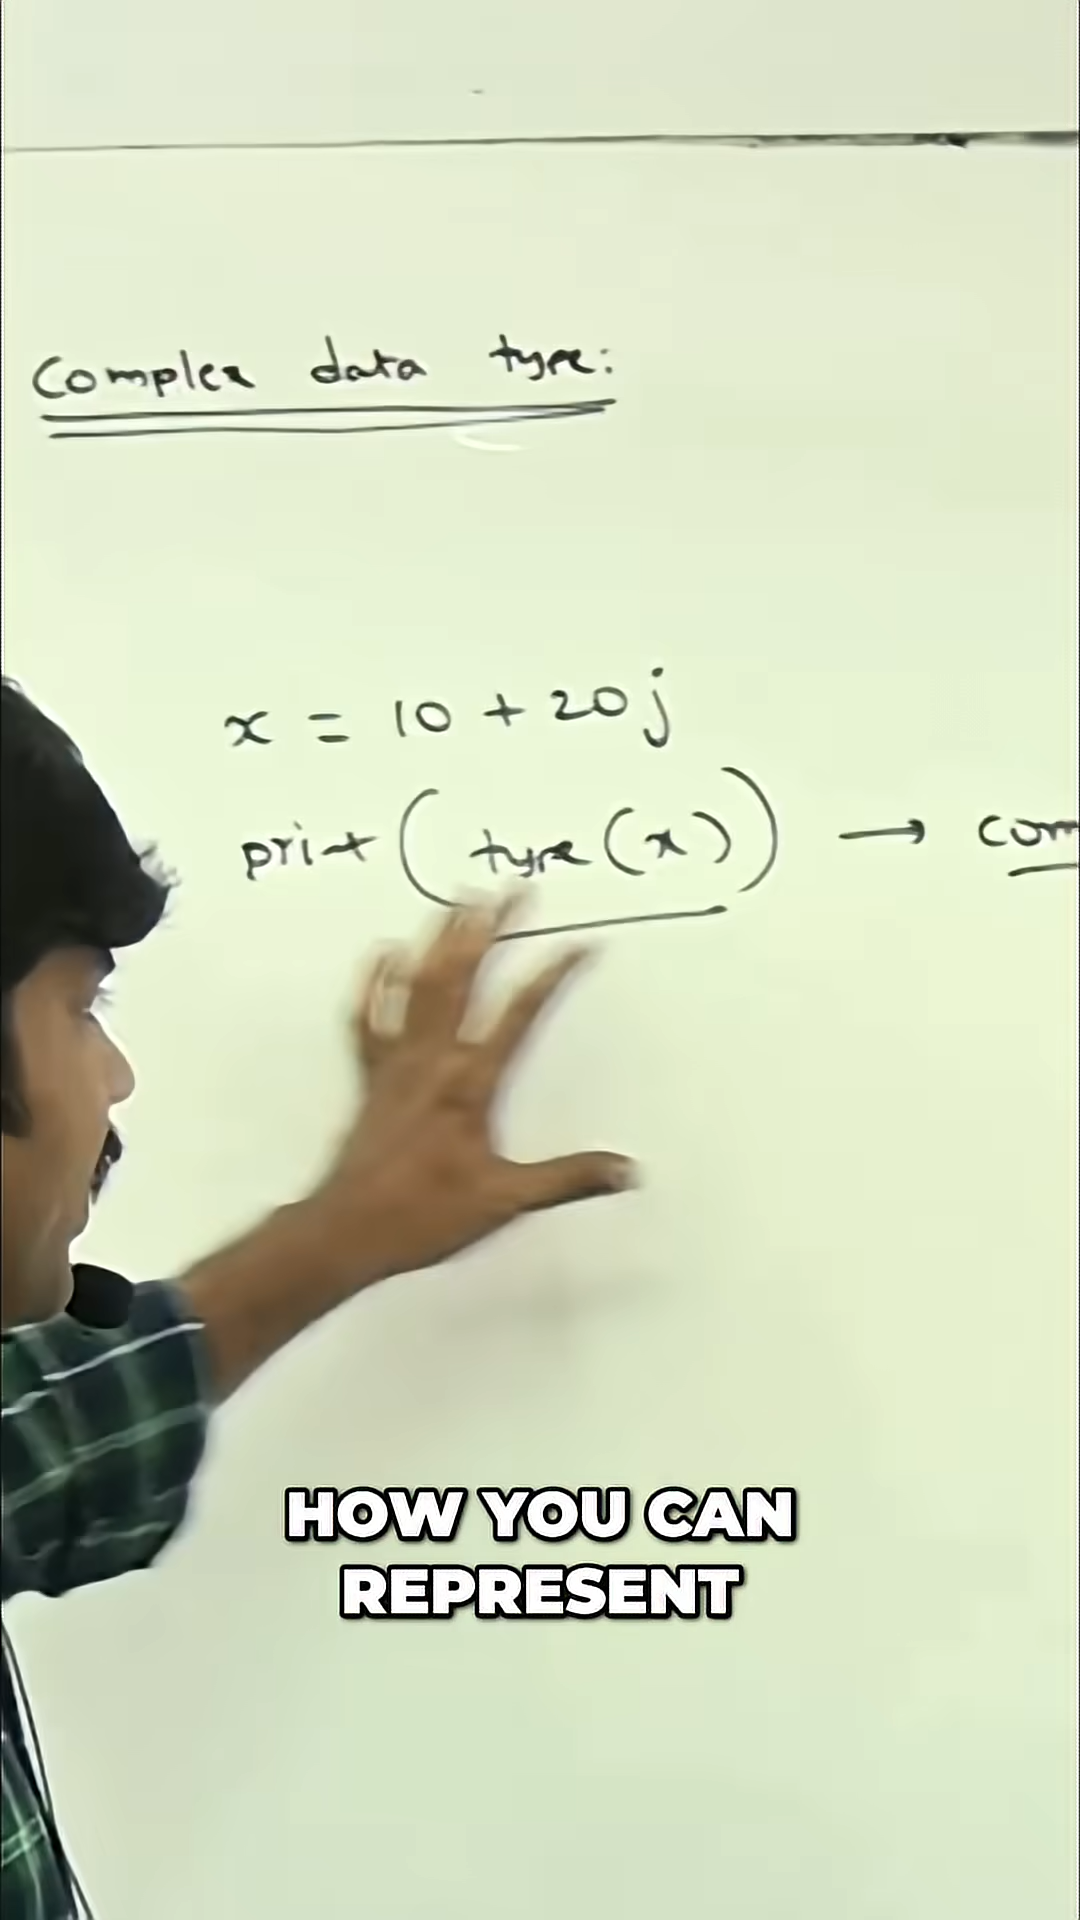 Complex data type:
x = 10 + 20j
print(type(x)) → com
HOW YOU CAN
REPRESENT